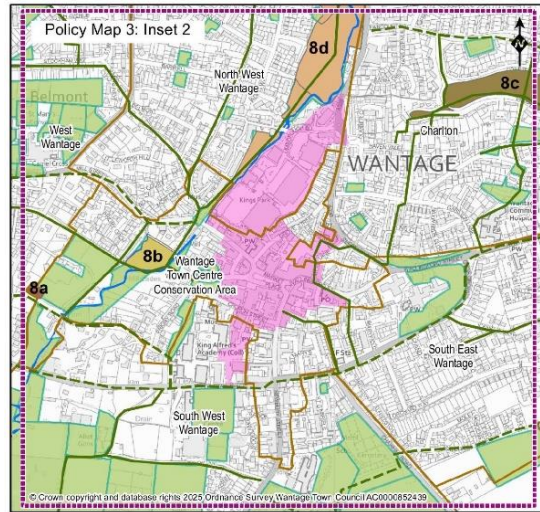 Policy Map 3: Inset 2
8d
North West
Wantage
8c
Belmont
West
Wantage
Charlton
WANTAGE
Kings Park
8b
Wantage
Town Centre
Conservation Area
8a
King Alfred's
Academy (Coll)
South East
Wantage
South West
Wantage
© Crown copyright and database rights 2025 Ordnance Survey Wantage Town Council AC0000852439